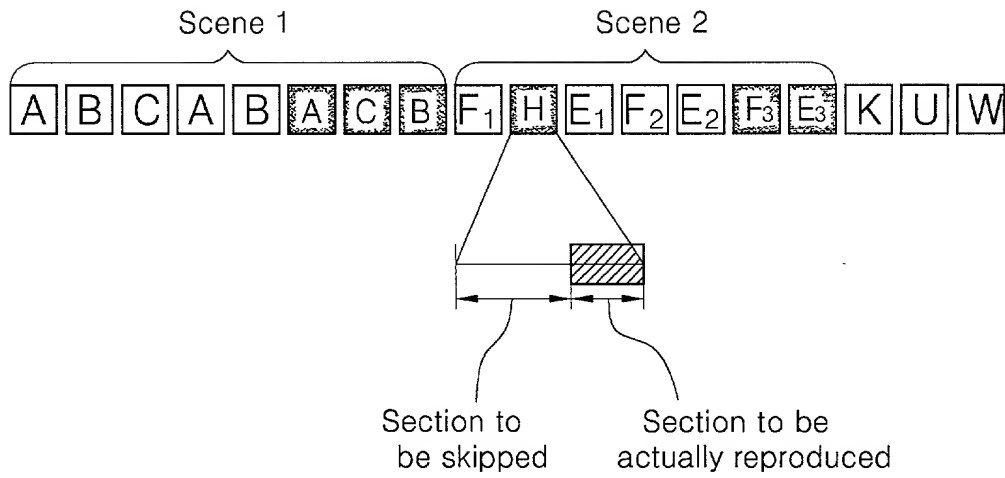 Scene 1 Scene 2
A B C A B A C B F1 H E1 F2 E2 F3 E3 K U W
Section to be skipped
Section to be actually reproduced